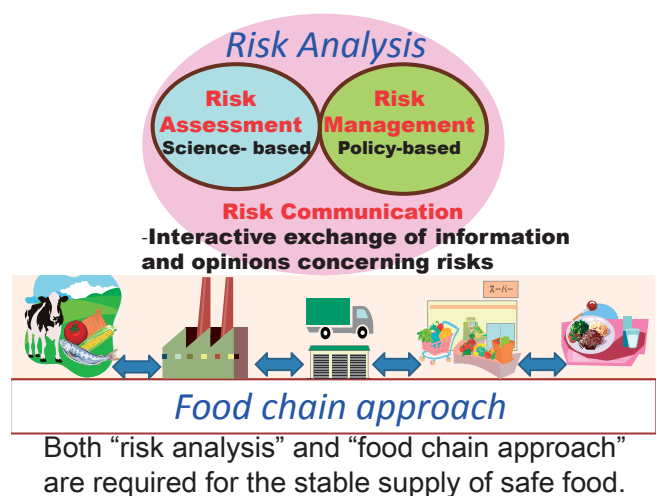 Risk Analysis
Risk
Assessment
Science- based
Risk
Management
Policy-based
Risk Communication
-Interactive exchange of information
and opinions concerning risks
スーパー
Food chain approach
Both “risk analysis” and “food chain approach”
are required for the stable supply of safe food.